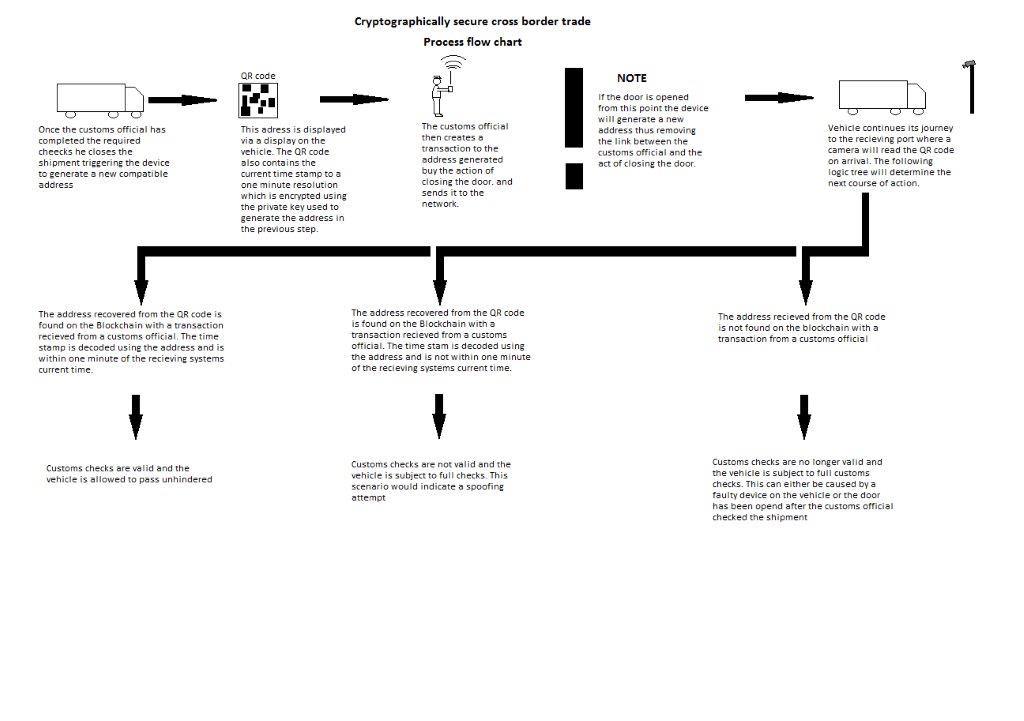 Cryptographically secure cross border trade
Process flow chart
Once the customs official has
completed the required
cheecks he closes the
shipment triggering the device
to generate a new compatible
address
QR code
This adress is displayed
via a display on the
vehicle. The QR code
also contains the
current time stamp to a
one minute resolution
which is encrypted using
the private key used to
generate the address in
the previous step.
The customs official
then creates a
transaction to the
address generated
buy the action of
closing the door. and
sends it to the
network.
NOTE
If the door is opened
from this point the device
will generate a new
address thus removing
the link between the
customs official and the
act of closing the door.
Vehicle continues its journey
to the recieving port where a
camera will read the QR code
on arrival. The following
logic tree will determine the
next course of action.
The address recovered from the QR code is
found on the Blockchain with a transaction
recieved from a customs official. The time
stamp is decoded using the address and is
within one minute of the recieving systems
current time.
The address recovered from the QR code
is found on the Blockchain with a
transaction recieved from a customs
official. The time stam is decoded using
the address and is not within one minute
of the recieving systems current time.
The address recieved from the QR code
is not found on the blockchain with a
transaction from a customs official
Customs checks are valid and the
vehicle is allowed to pass unhindered
Customs checks are not valid and the
vehicle is subject to full checks. This
scenario would indicate a spoofing
attempt
Customs checks are no longer valid and
the vehicle is subject to full customs
checks. This can either be caused by a
faulty device on the vehicle or the door
has been opend after the customs official
checked the shipment